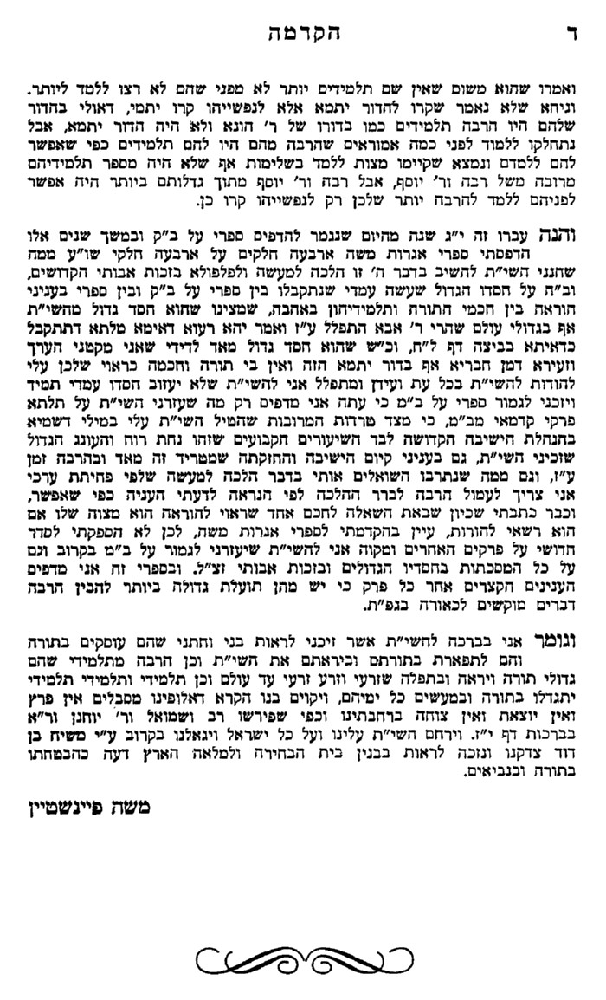 ד הקדמה
ואמרו שהוא משום שאין שם תלמידים יותר לא מפני שהם לא רצו ללמד ליותר.
וניחא שלא נאמר שקרו להדור יתמא אלא לנפשייהו קרו יתמי, דאולי בהדור
שלהם היו הרבה תלמידים כמו בדורו של ר׳ הונא ולא היה הדור יתמא, אבל
נתחלקו ללמוד לפני כמה אמוראים שהרבה מהם היו להם תלמידים כפי שאפשר
להם ללמדם ונמצא שקיימו מצות ללמד בשלימות אף שלא היה מספר תלמידיהם
מרובה משל רבה ור׳ יוסף, אבל רבה ור׳ יוסף מתוך גדלותם ביותר היה אפשר
לפניהם ללמד להרבה יותר שלכן רק לנפשייהו קרו כן.
והנה עברו זה י״ג שנה מהיום שנגמר להדפיס ספרי על ב״ק ובמשך שנים אלו
הדפסתי ספרי אגרות משה ארבעה חלקים על ארבעה חלקי שו״ע ממה
שחנני השי״ת להשיב בדבר ה׳ זו הלכה למעשה ולפלפולא בזכות אבותי הקדושים,
וב״ה על חסדו הגדול שעשה עמדי שנתקבלו בין ספרי על ב״ק ובין ספרי בעניני
הוראה בין חכמי התורה ותלמידיהון באהבה, שמצינו שהוא חסד גדול מהשי״ת
אף בגדולי עולם שהרי ר׳ אבא התפלל ע״ז ואמר יהא רעוא דאימא מלתא דתתקבל
כדאיתא בביצה דף ל״ח, וכ״ש שהוא חסד גדול מאד לדידי שאני מקטני הערך
וזעירא דמן חבריא אף בדור יתמא הזה ואין בי תורה וחכמה כראוי שלכן עלי
להודות להשי״ת בכל עת ועידן ומתפלל אני להשי״ת שלא יעזוב חסדו עמדי תמיד
ויזכני לגמור ספרי על ב״מ כי עתה אני מדפיס רק מה שעזרני השי״ת על תלתא
פרקי קדמאי מב״מ, כי מצד טרדות המרובות שהטיל השי״ת עלי במילי דשמיא
בהנהלת הישיבה הקדושה לבד השיעורים הקבועים שזהו נחת רוח והעונג הגדול
שזכיני השי״ת, גם בעניני קיום הישיבה והחזקתה שמטריד זה מאד ובהרבה זמן
ע״ז, וגם ממה שנתרבו השואלים אותי בדבר הלכה למעשה שלפי פחיתת ערכי
אני צריך לעמול הרבה לברר ההלכה לפי הנראה לדעתי העניה כפי שאפשר,
וכבר כתבתי שכיון שבאת השאלה לחכם אחד שראוי להוראה הוא מצוה שלו אם
הוא רשאי להורות, עיין בהקדמתי לספרי אגרות משה, לכן לא הספקתי לסדר
חדושי על פרקים האחרים ומקוה אני להשי״ת שיעזרני לגמור על ב״מ בקרוב וגם
על כל המסכתות בחסדיו הגדולים ובזכות אבותי זצ״ל. ובספרי זה אני מדפיס
הענינים הקצרים אחר כל פרק כי יש מהן תועלת גדולה ביותר להבין הרבה
דברים מוקשים לכאורה בגפ״ת.
וגומר אני בברכה להשי״ת אשר זיכני לראות בני וחתני שהם עוסקים בתורה
והם לתפארת בתורתם וביראתם את השי״ת וכן הרבה מתלמידי שהם
גדולי תורה ויראה ובתפלה שזרעי וזרע זרעי עד עולם וכן תלמידי ותלמידי תלמידי
יתגדלו בתורה ובמעשים כל ימיהם, ויקוים בנו הקרא דאלופינו מסבלים אין פרץ
ואין יוצאת ואין צוחה ברחבתינו וכפי שפירשו רב ושמואל ור׳ יוחנן ור״א
בברכות דף י״ז. וירחם השי״ת עלינו ועל כל ישראל ויגאלנו בקרוב ע״י משיח בן
דוד צדקנו ונזכה לראות בבנין בית הבחירה ולמלאה הארץ דעה כהבטחתו
בתורה ובנביאים.
משה פיינשטיין